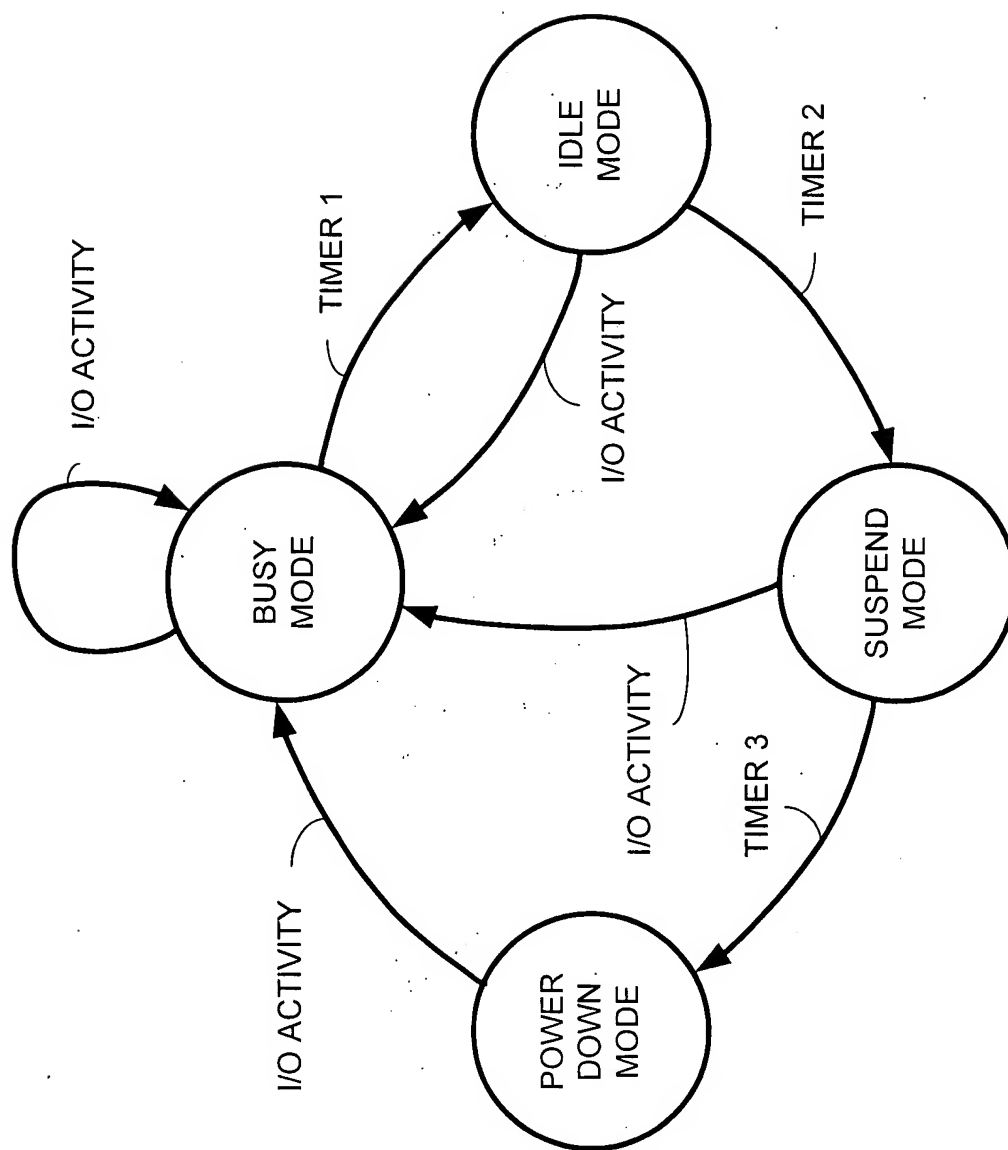 I/O ACTIVITY
BUSY
MODE
I/O ACTIVITY
TIMER 1
POWER
DOWN
MODE
I/O ACTIVITY
I/O ACTIVITY
IDLE
MODE
TIMER 3
TIMER 2
SUSPEND
MODE